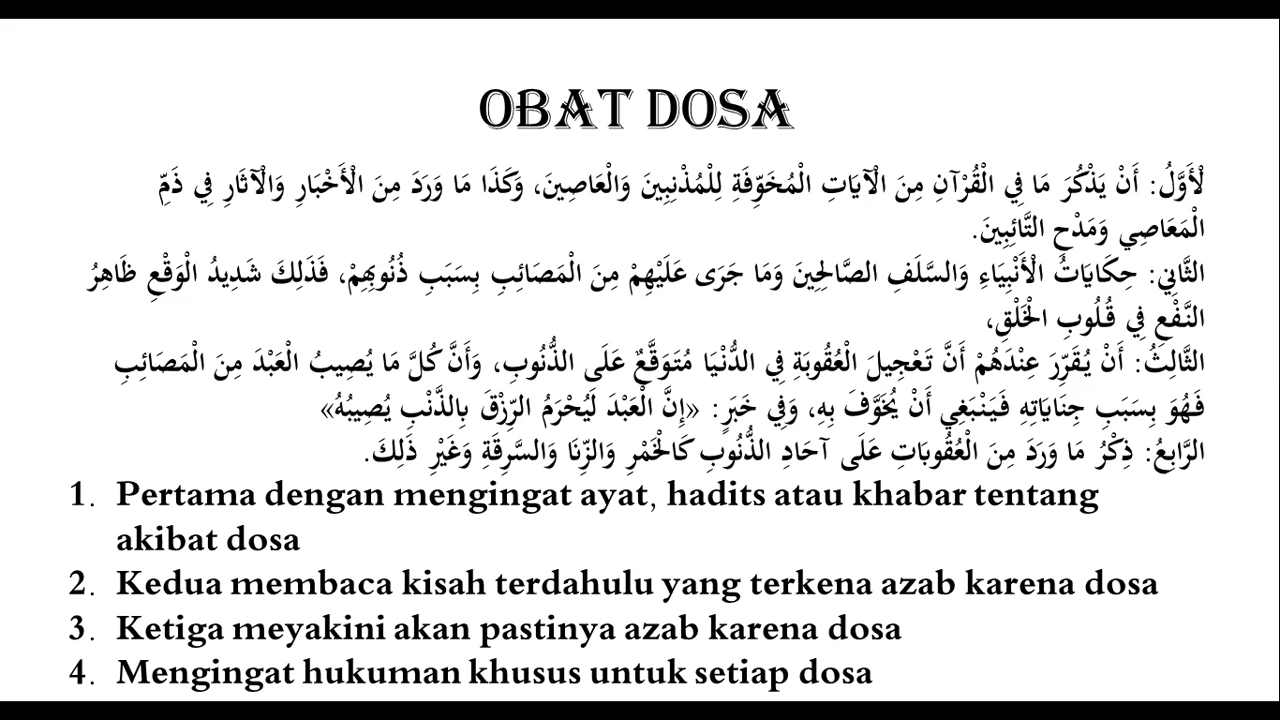 OBAT DOSA
لْأَوَّلُ: أَنْ يَذْكُرَ مَا فِي الْقُرْآنِ مِنَ الْآيَاتِ الْمُخَوِّفَةِ لِلْمُذْنِبِينَ وَالْعَاصِينَ، وَكَذَا مَا وَرَدَ مِنَ الْأَخْبَارِ وَالْآثَارِ فِي ذَمِّ
الْمَعَاصِي وَمَدْحِ التَّائِبِينَ.
الثَّانِي: حِكَايَاتُ الْأَنْبِيَاءِ وَالسَّلَفِ الصَّالِحِينَ وَمَا جَرَى عَلَيْهِمْ مِنَ الْمَصَائِبِ بِسَبَبِ ذُنُوبِهِمْ، فَذَلِكَ شَدِيدُ الْوَقْعِ ظَاهِرُ
النَّفْعِ فِي قُلُوبِ الْخَلْقِ،
الثَّالِثُ: أَنْ يُقَرِّرَ عِنْدَهُمْ أَنَّ تَعْجِيلَ الْعُقُوبَةِ فِي الدُّنْيَا مُتَوَقَّعٌ عَلَى الذُّنُوبِ، وَأَنَّ كُلَّ مَا يُصِيبُ الْعَبْدَ مِنَ الْمَصَائِبِ
فَهُوَ بِسَبَبِ جِنَايَاتِهِ فَيَنْبَغِي أَنْ يُخَوَّفَ بِهِ، وَفِي خَبَرٍ: «إِنَّ الْعَبْدَ لَيُحْرَمُ الرِّزْقَ بِالذَّنْبِ يُصِيبُهُ»
الرَّابِعُ: ذِكْرُ مَا وَرَدَ مِنَ الْعُقُوبَاتِ عَلَى آحَادِ الذُّنُوبِ كَالْخَمْرِ وَالزِّنَا وَالسَّرِقَةِ وَغَيْرِ ذَلِكَ.
1. Pertama dengan mengingat ayat, hadits atau khabar tentang
akibat dosa
2. Kedua membaca kisah terdahulu yang terkena azab karena dosa
3. Ketiga meyakini akan pastinya azab karena dosa
4. Mengingat hukuman khusus untuk setiap dosa